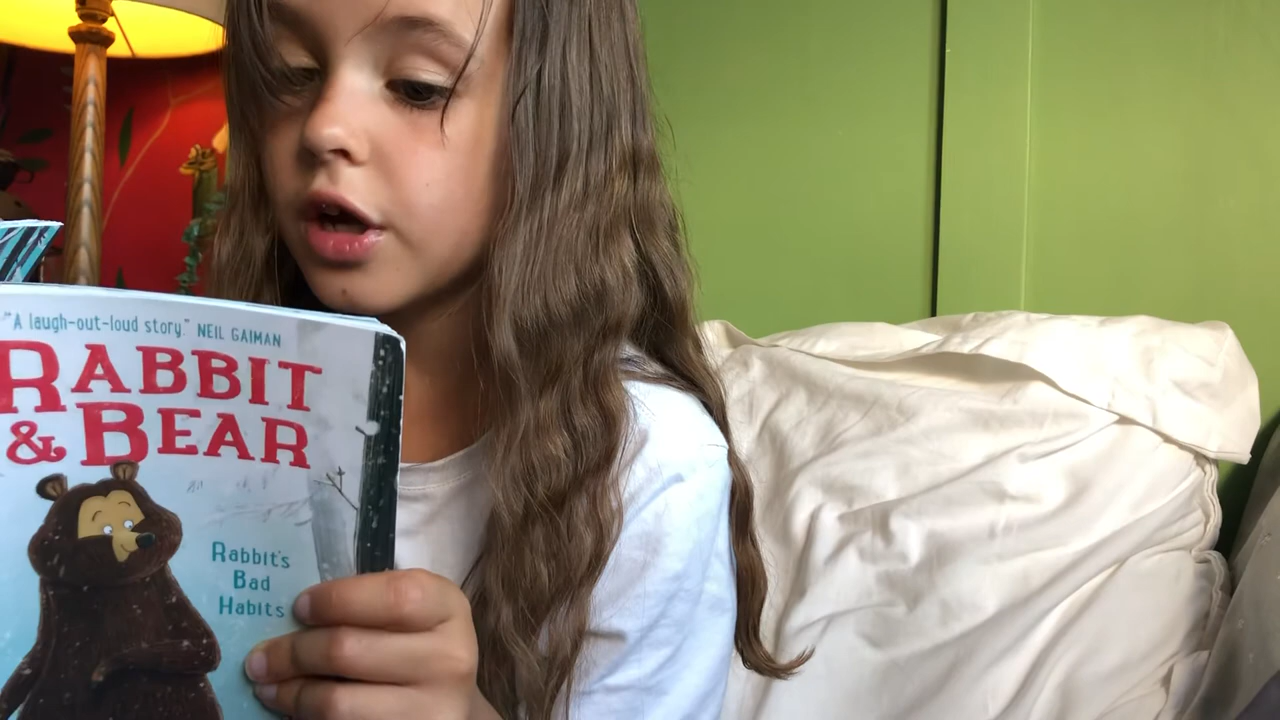 "A laugh-out-loud story." NEIL GAIMAN
RABBIT
& BEAR
Rabbit's
Bad
Habits